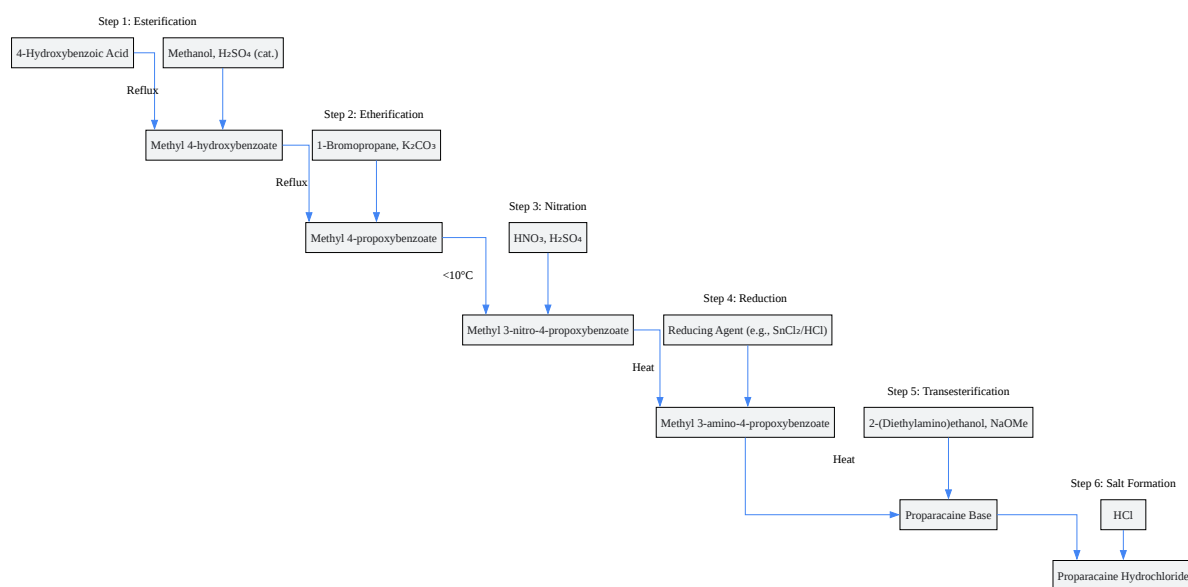 Step 1: Esterification
4-Hydroxybenzoic Acid
Methanol, H₂SO₄ (cat.)
Reflux
Step 2: Etherification
Methyl 4-hydroxybenzoate
1-Bromopropane, K₂CO₃
Reflux
Step 3: Nitration
Methyl 4-propoxybenzoate
HNO₃, H₂SO₄
<10°C
Step 4: Reduction
Methyl 3-nitro-4-propoxybenzoate
Reducing Agent (e.g., SnCl₂/HCl)
Heat
Step 5: Transesterification
Methyl 3-amino-4-propoxybenzoate
2-(Diethylamino)ethanol, NaOMe
Heat
Step 6: Salt Formation
Proparacaine Base
HCl
Proparacaine Hydrochloride